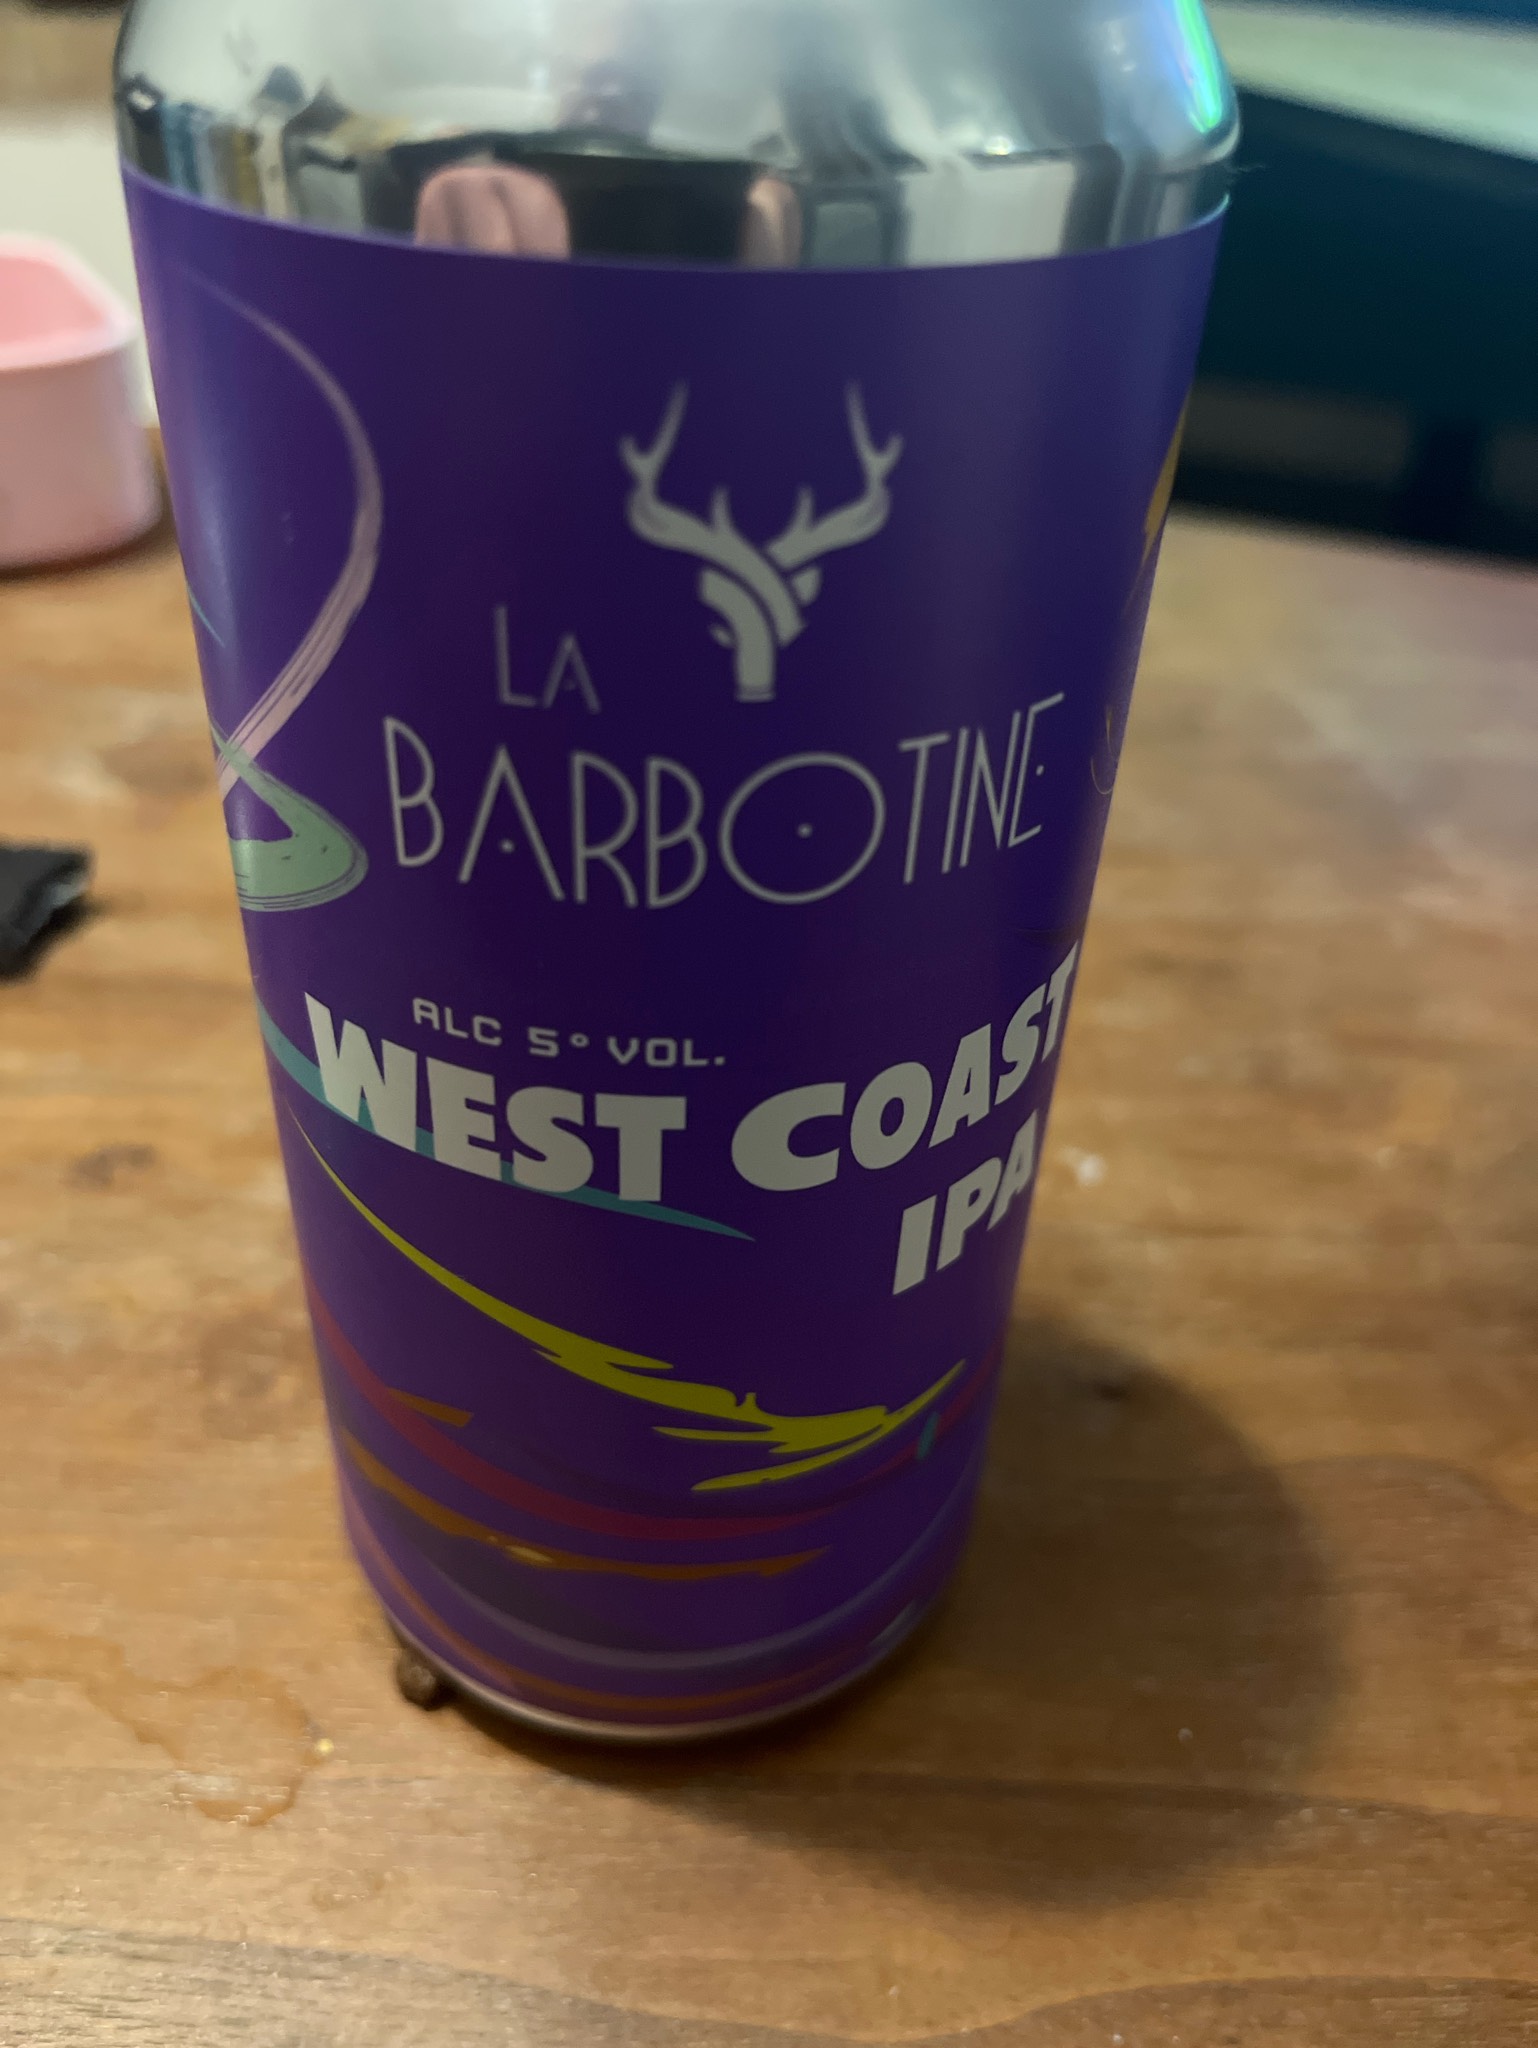 LA
BARBOTINE
ALC 5° VOL.
WEST COAST
IPA